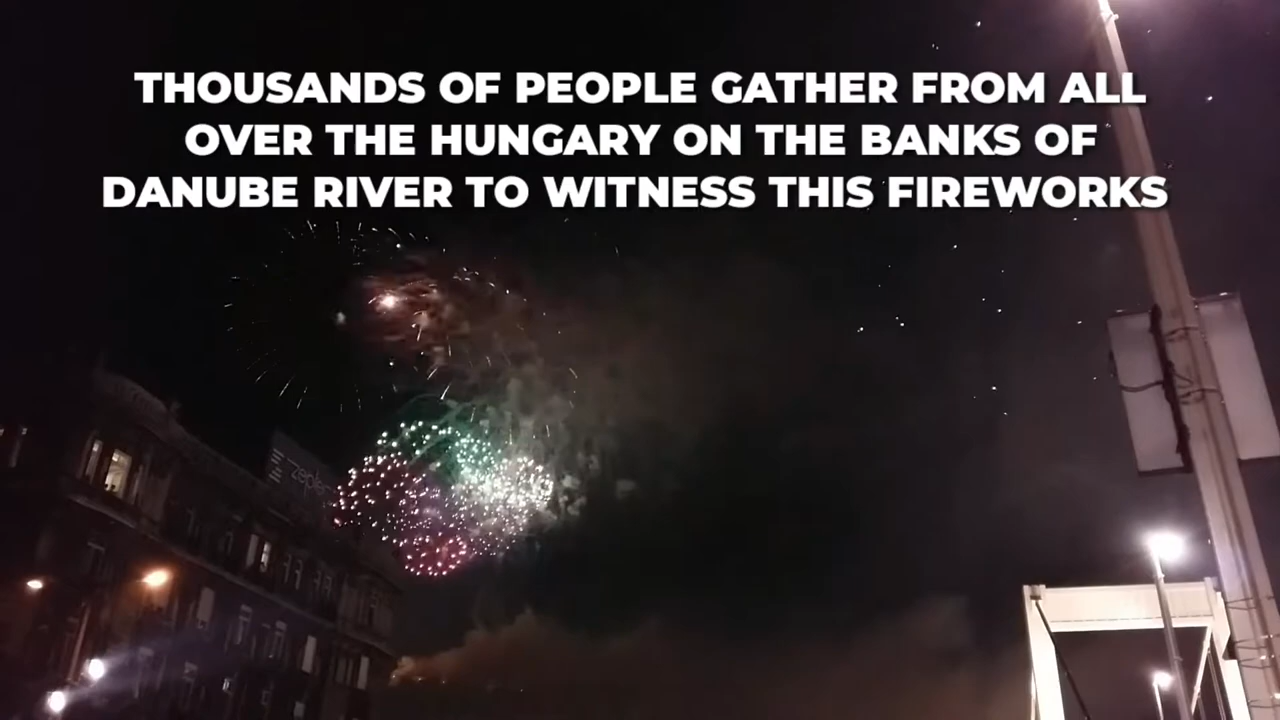 THOUSANDS OF PEOPLE GATHER FROM ALL
OVER THE HUNGARY ON THE BANKS OF
DANUBE RIVER TO WITNESS THIS FIREWORKS
zepter